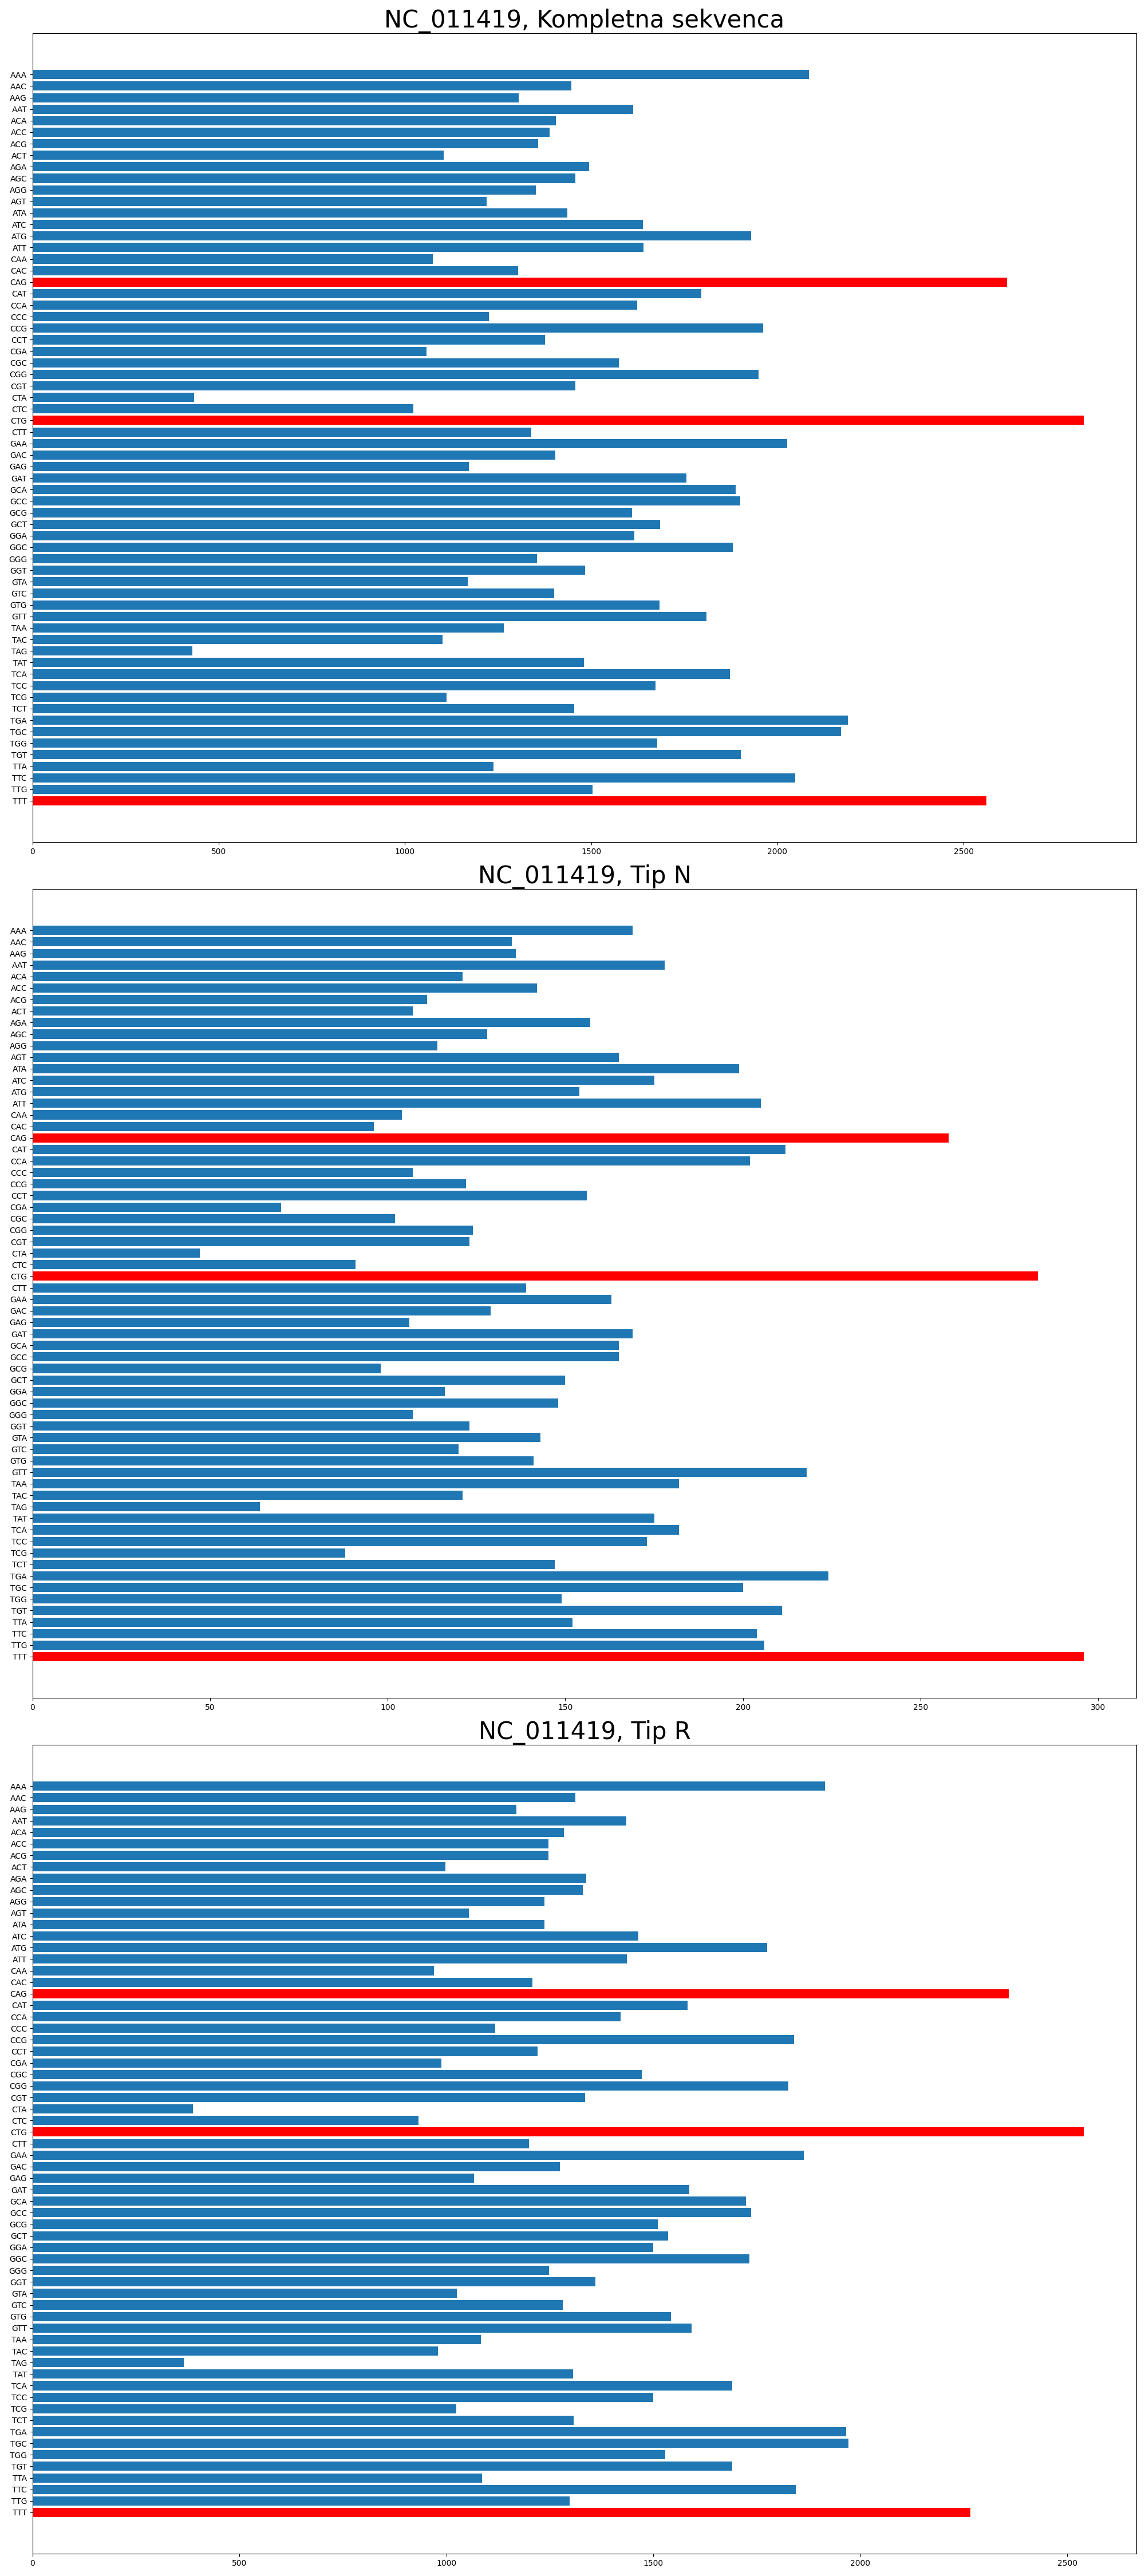 NC_011419, Kompletna sekvenca
AAA
AAC
AAG
AAT
ACA
ACC
ACG
ACT
AGA
AGC
AGG
AGT
ATA
ATC
ATG
ATT
CAA
CAC
CAG
CAT
CCA
CCC
CCG
CCT
CGA
CGC
CGG
CGT
CTA
CTC
CTG
CTT
GAA
GAC
GAG
GAT
GCA
GCC
GCG
GCT
GGA
GGC
GGG
GGT
GTA
GTC
GTG
GTT
TAA
TAC
TAG
TAT
TCA
TCC
TCG
TCT
TGA
TGC
TGG
TGT
TTA
TTC
TTG
TTT
0 500 1000 1500 2000 2500
NC_011419, Tip N
AAA
AAC
AAG
AAT
ACA
ACC
ACG
ACT
AGA
AGC
AGG
AGT
ATA
ATC
ATG
ATT
CAA
CAC
CAG
CAT
CCA
CCC
CCG
CCT
CGA
CGC
CGG
CGT
CTA
CTC
CTG
CTT
GAA
GAC
GAG
GAT
GCA
GCC
GCG
GCT
GGA
GGC
GGG
GGT
GTA
GTC
GTG
GTT
TAA
TAC
TAG
TAT
TCA
TCC
TCG
TCT
TGA
TGC
TGG
TGT
TTA
TTC
TTG
TTT
0 50 100 150 200 250 300
NC_011419, Tip R
AAA
AAC
AAG
AAT
ACA
ACC
ACG
ACT
AGA
AGC
AGG
AGT
ATA
ATC
ATG
ATT
CAA
CAC
CAG
CAT
CCA
CCC
CCG
CCT
CGA
CGC
CGG
CGT
CTA
CTC
CTG
CTT
GAA
GAC
GAG
GAT
GCA
GCC
GCG
GCT
GGA
GGC
GGG
GGT
GTA
GTC
GTG
GTT
TAA
TAC
TAG
TAT
TCA
TCC
TCG
TCT
TGA
TGC
TGG
TGT
TTA
TTC
TTG
TTT
0 500 1000 1500 2000 2500